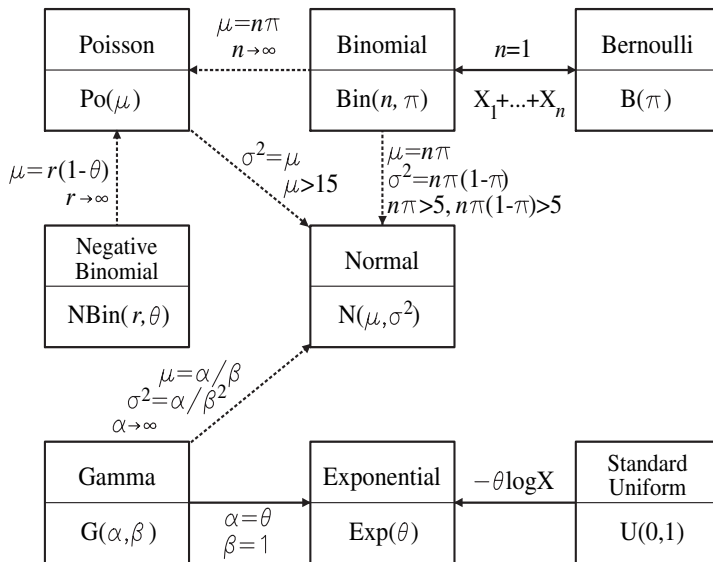 Poisson
Po(μ)
μ=nπ
n→∞
Binomial
Bin(n, π)
n=1
X₁+...+Xₙ
Bernoulli
B(π)
μ=r(1-θ)
r→∞
σ²=μ
μ>15
μ=nπ
σ²=nπ(1-π)
nπ>5, nπ(1-π)>5
Negative
Binomial
NBin(r,θ)
Normal
N(μ,σ²)
μ=α/β
σ²=α/β²
α→∞
Gamma
G(α,β)
α=θ
β=1
Exponential
Exp(θ)
−θlogX
Standard
Uniform
U(0,1)